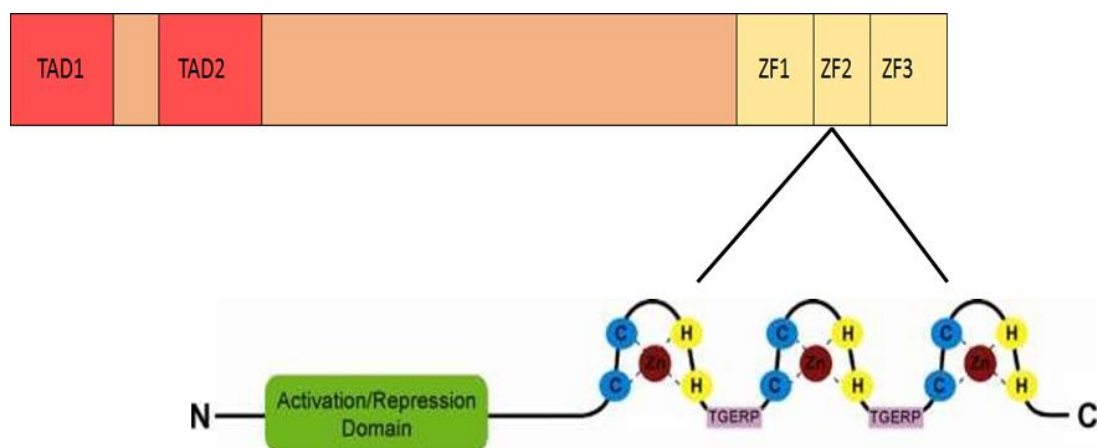 TAD1 TAD2 ZF1 ZF2 ZF3
C H C H C H
Zn Zn Zn
C H C H C H
N Activation/Repression
Domain TGERP TGERP C